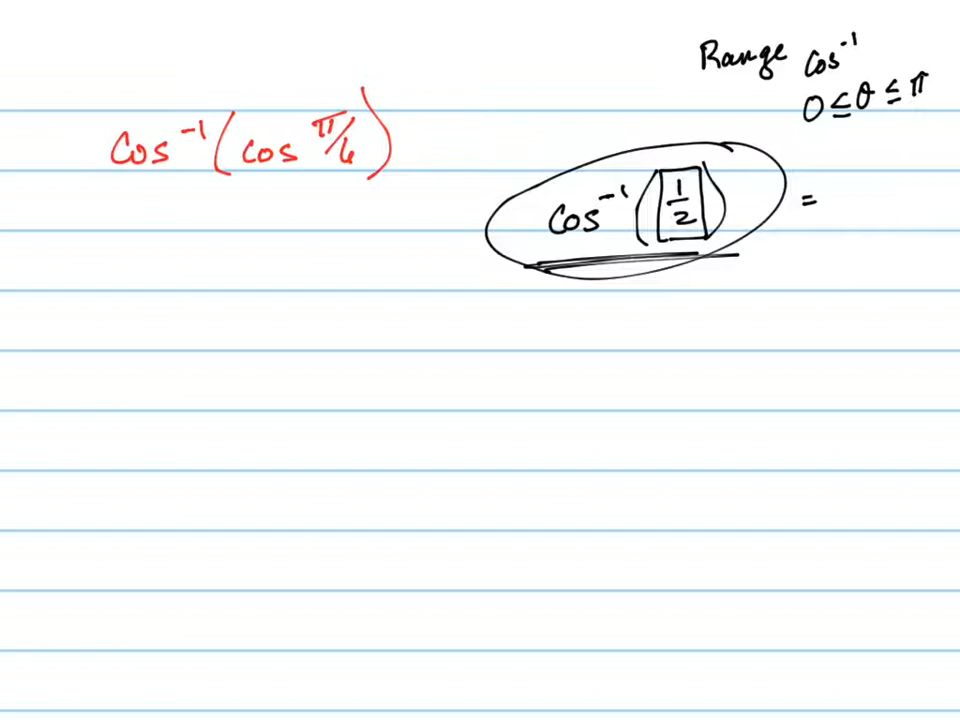 Range cos⁻¹
0 ≤ θ ≤ π
cos⁻¹(cos π/6)
cos⁻¹(1/2) =